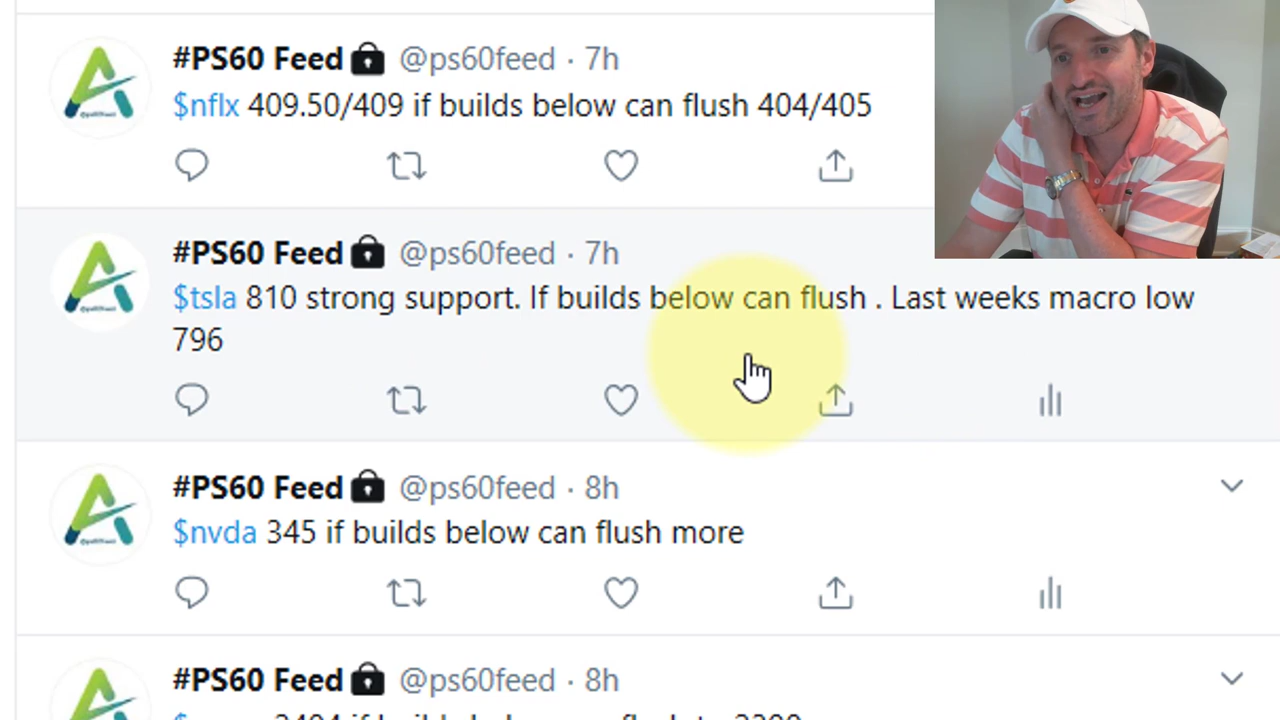 #PS60 Feed @ps60feed · 7h
$nflx 409.50/409 if builds below can flush 404/405
#PS60 Feed @ps60feed · 7h
$tsla 810 strong support. If builds below can flush . Last weeks macro low
796
#PS60 Feed @ps60feed · 8h
$nvda 345 if builds below can flush more
#PS60 Feed @ps60feed · 8h